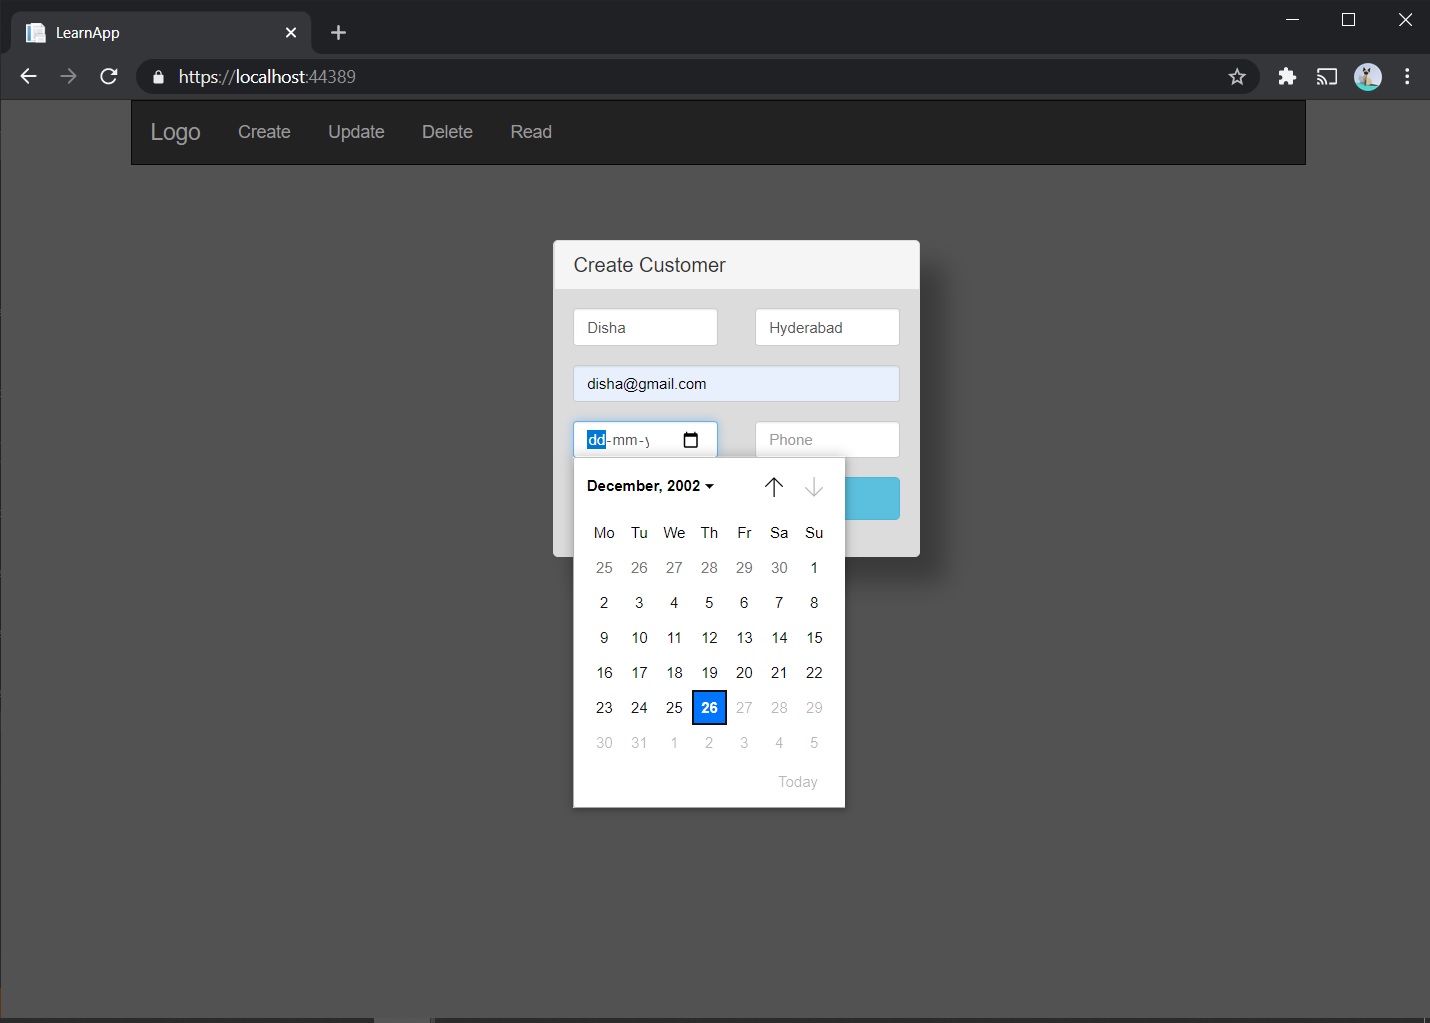 LearnApp
https://localhost:44389
Logo Create Update Delete Read
Create Customer
Disha Hyderabad
disha@gmail.com
dd-mm-y Phone
December, 2002
Mo Tu We Th Fr Sa Su
25 26 27 28 29 30 1
2 3 4 5 6 7 8
9 10 11 12 13 14 15
16 17 18 19 20 21 22
23 24 25 26 27 28 29
30 31 1 2 3 4 5
Today